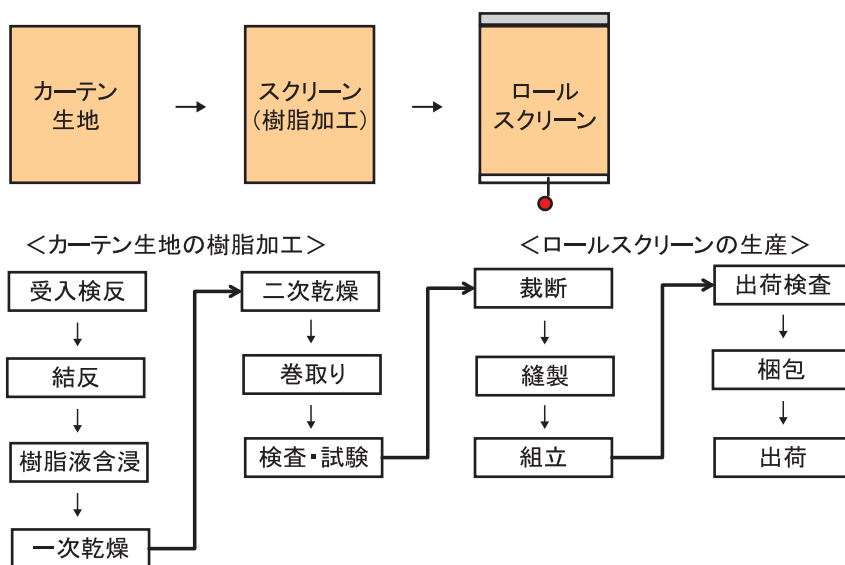 カーテン
生地
スクリーン
(樹脂加工)
ロール
スクリーン
＜カーテン生地の樹脂加工＞
＜ロールスクリーンの生産＞
受入検反
結反
樹脂液含浸
一次乾燥
二次乾燥
巻取り
検査・試験
裁断
縫製
組立
出荷検査
梱包
出荷